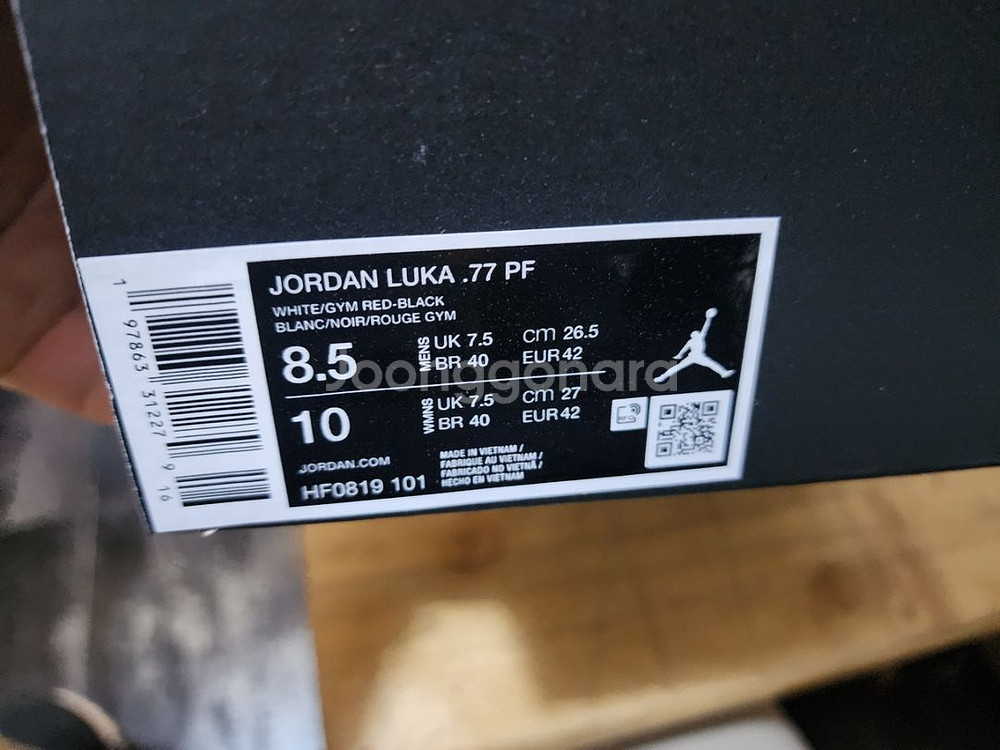 JORDAN LUKA .77 PF
WHITE/GYM RED-BLACK
BLANC/NOIR/ROUGE GYM
8.5 MENS UK 7.5 CM 26.5
BR 40 EUR 42
Joonggonara
10 WMNS UK 7.5 CM 27
BR 40 EUR 42
JORDAN.COM
MADE IN VIETNAM /
FABRIQUE AU VIETNAM /
FABRICADO NO VIETNÃ /
HECHO EN VIETNAM
HF0819 101
1 97863 31227 9 16